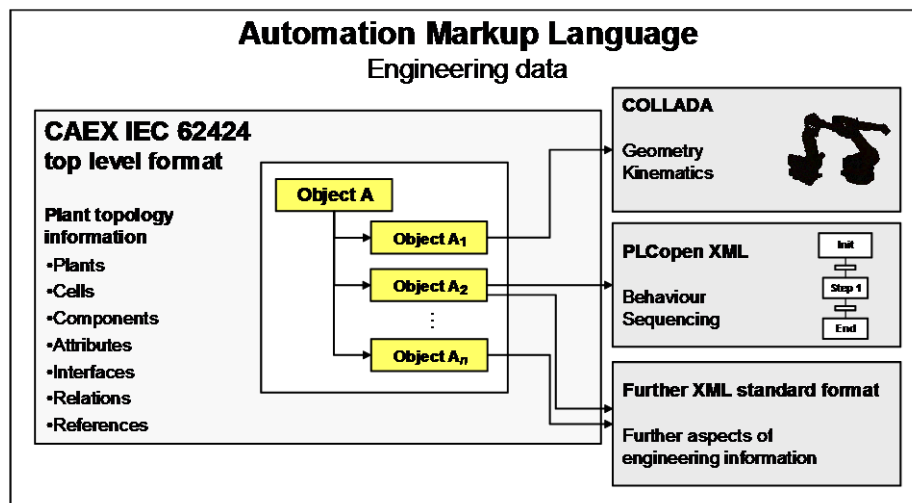 Automation Markup Language
Engineering data
CAEX IEC 62424
top level format
Plant topology
information
•Plants
•Cells
•Components
•Attributes
•Interfaces
•Relations
•References
Object A
Object A₁
Object A₂
⋮
Object Aₙ
COLLADA
Geometry
Kinematics
PLCopen XML
Behaviour
Sequencing
Init
Step 1
End
Further XML standard format
Further aspects of
engineering information